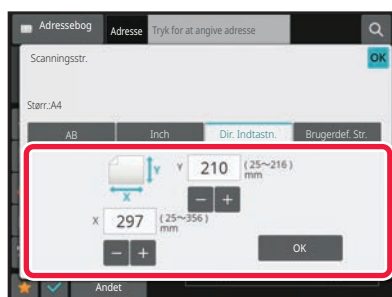 Adressebog Adresse Tryk for at angive adresse
Scanningsstr. OK
Størr.:A4
AB Inch Dir. Indtastn. Brugerdef. Str.
Y Y 210 (25~216) mm
X
- +
X 297 (25~356) mm
- + OK
Andet